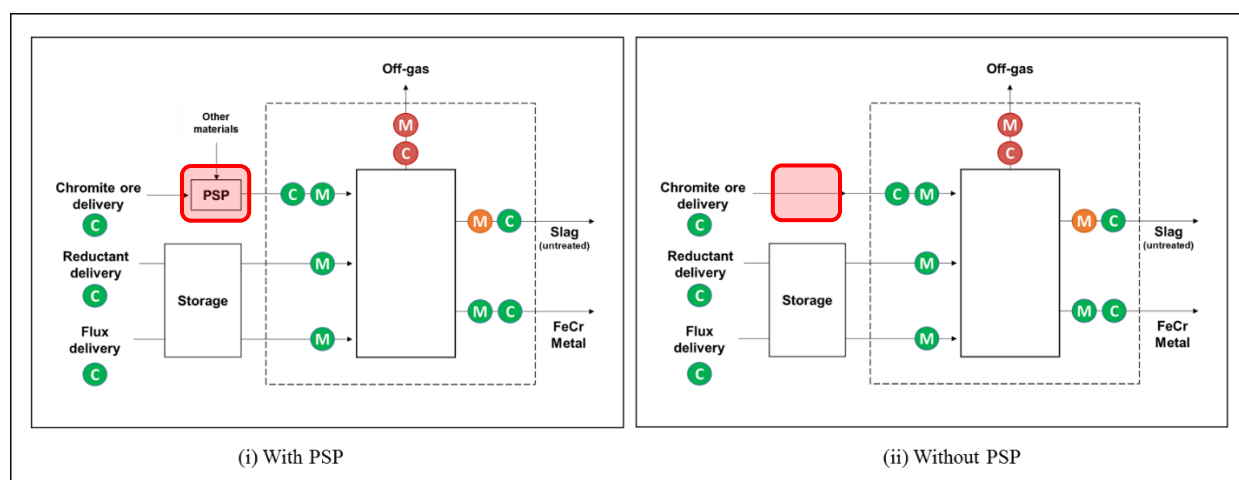 Off-gas
M
C
Other
materials
PSP
Chromite ore
delivery
C
C
M
M
C
Slag
(untreated)
Reductant
delivery
C
M
Storage
M
C
FeCr
Metal
Flux
delivery
C
M
(i) With PSP
Off-gas
M
C
Chromite ore
delivery
C
C
M
M
C
Slag
(untreated)
Reductant
delivery
C
M
Storage
M
C
FeCr
Metal
Flux
delivery
C
M
(ii) Without PSP